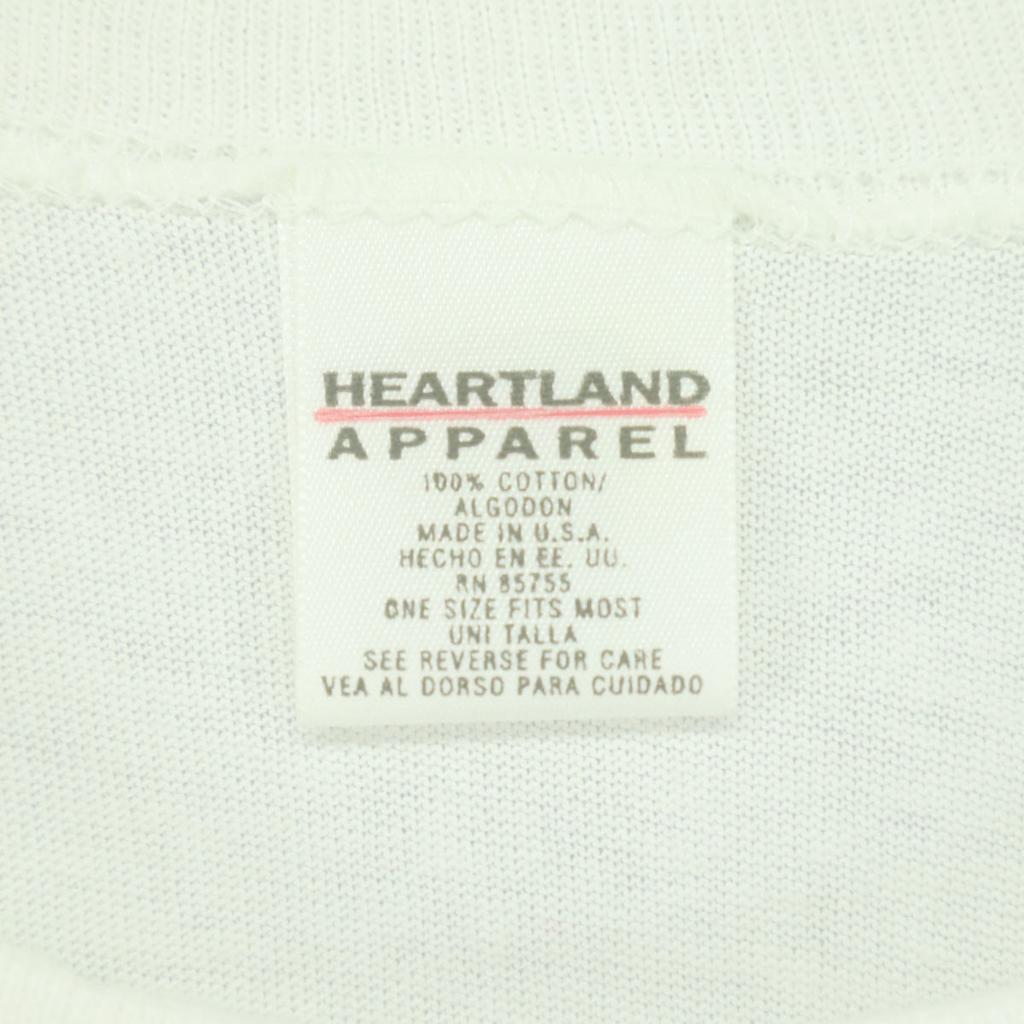 HEARTLAND
APPAREL
100% COTTON/
ALGODON
MADE IN U.S.A.
HECHO EN EE. UU.
RN 85755
ONE SIZE FITS MOST
UNI TALLA
SEE REVERSE FOR CARE
VEA AL DORSO PARA CUIDADO